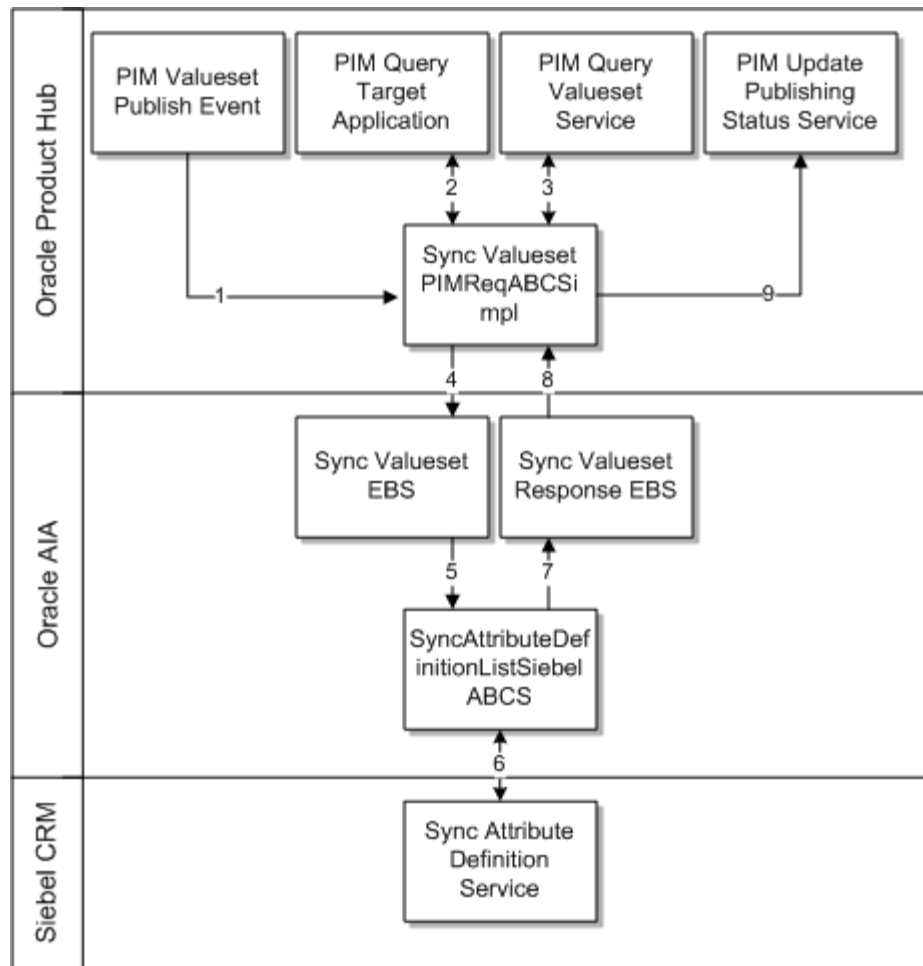 Oracle Product Hub
PIM Valueset
Publish Event
PIM Query
Target
Application
PIM Query
Valueset
Service
PIM Update
Publishing
Status Service
2
3
Sync Valueset
PIMReqABCSi
mpl
1
9
4
8
Oracle AIA
Sync Valueset
EBS
Sync Valueset
Response EBS
5
7
SyncAttributeDef
initionListSiebel
ABCS
6
Siebel CRM
Sync Attribute
Definition
Service